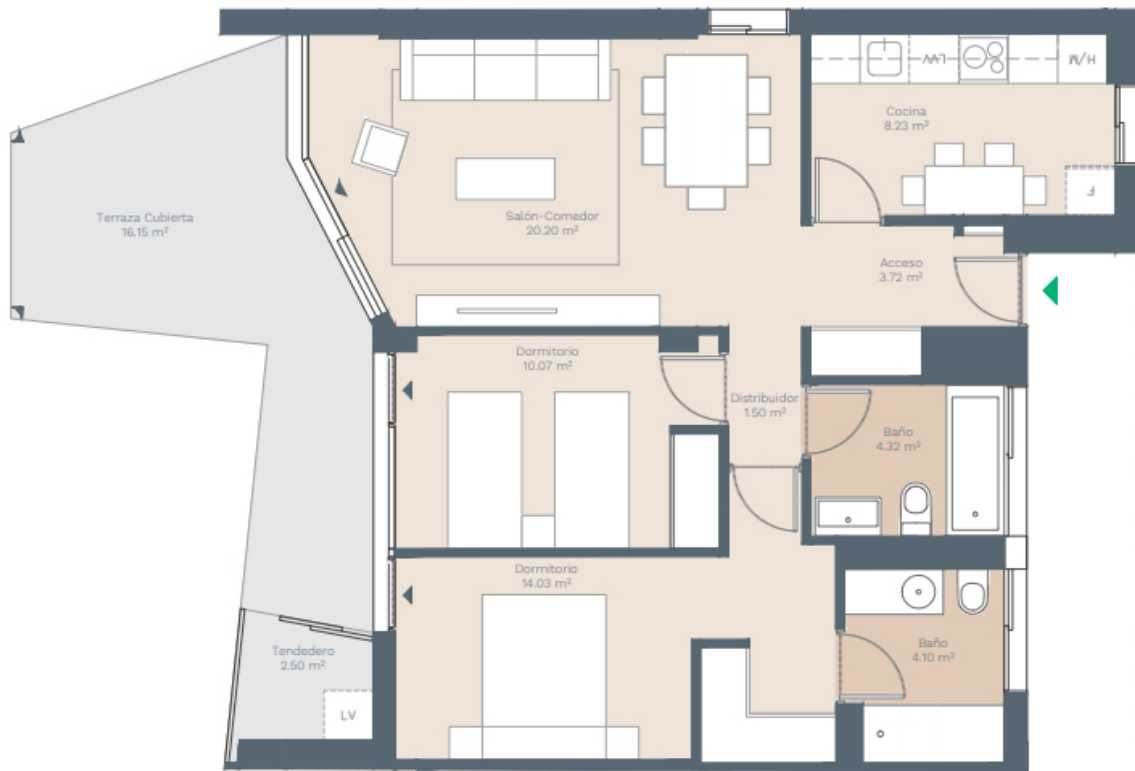 LW
H/M
Cocina
8.23 m²
F
Terraza Cubierta
16.15 m²
Salón-Comedor
20.20 m²
Acceso
3.72 m²
Dormitorio
10.07 m²
Distribuidor
1.50 m²
Baño
4.32 m²
Dormitorio
14.03 m²
Tendedero
2.50 m²
LV
Baño
4.10 m²